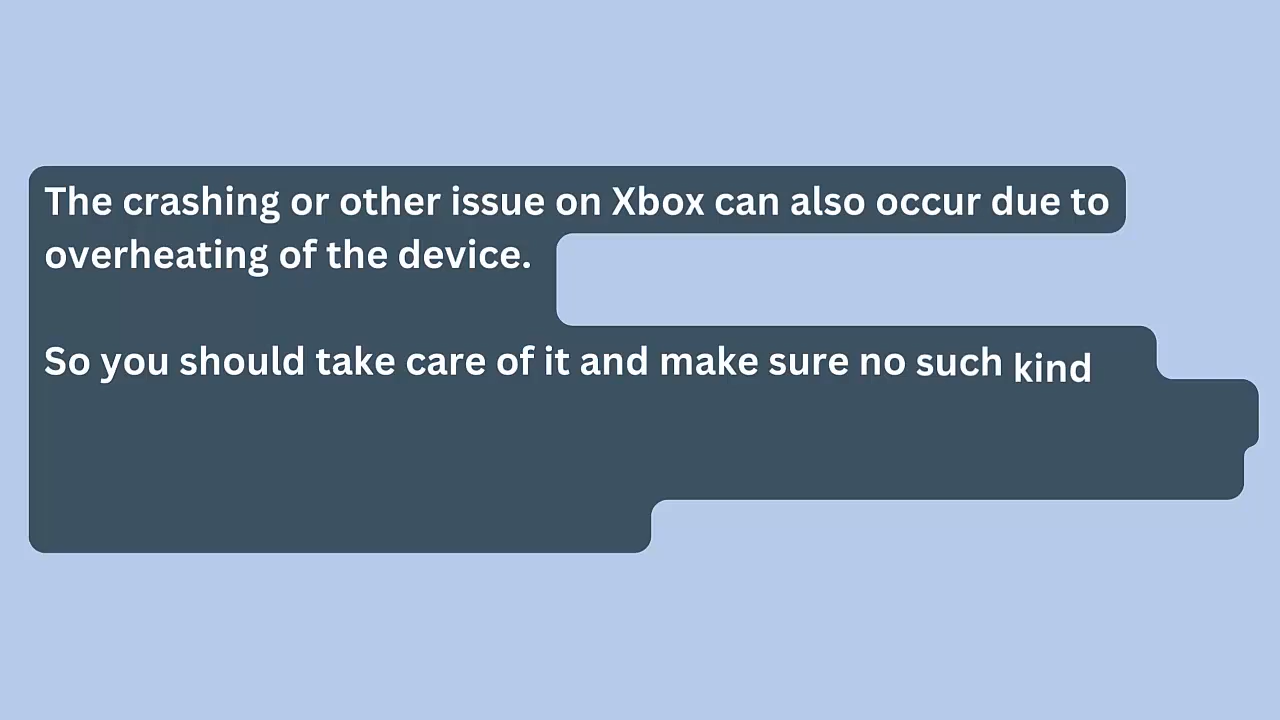 The crashing or other issue on Xbox can also occur due to
overheating of the device.
So you should take care of it and make sure no such kind